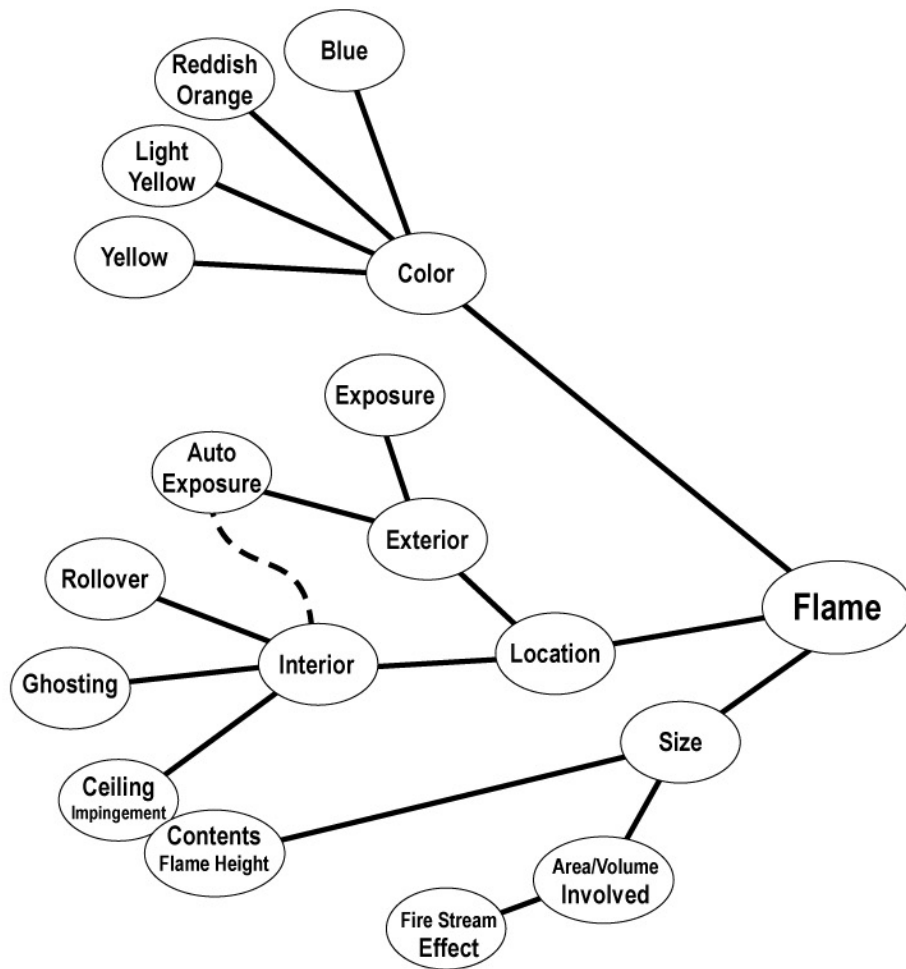 Blue
Reddish
Orange
Light
Yellow
Yellow
Color
Exposure
Auto
Exposure
Exterior
Rollover
Flame
Location
Interior
Ghosting
Size
Ceiling
Impingement
Contents
Flame Height
Area/Volume
Involved
Fire Stream
Effect